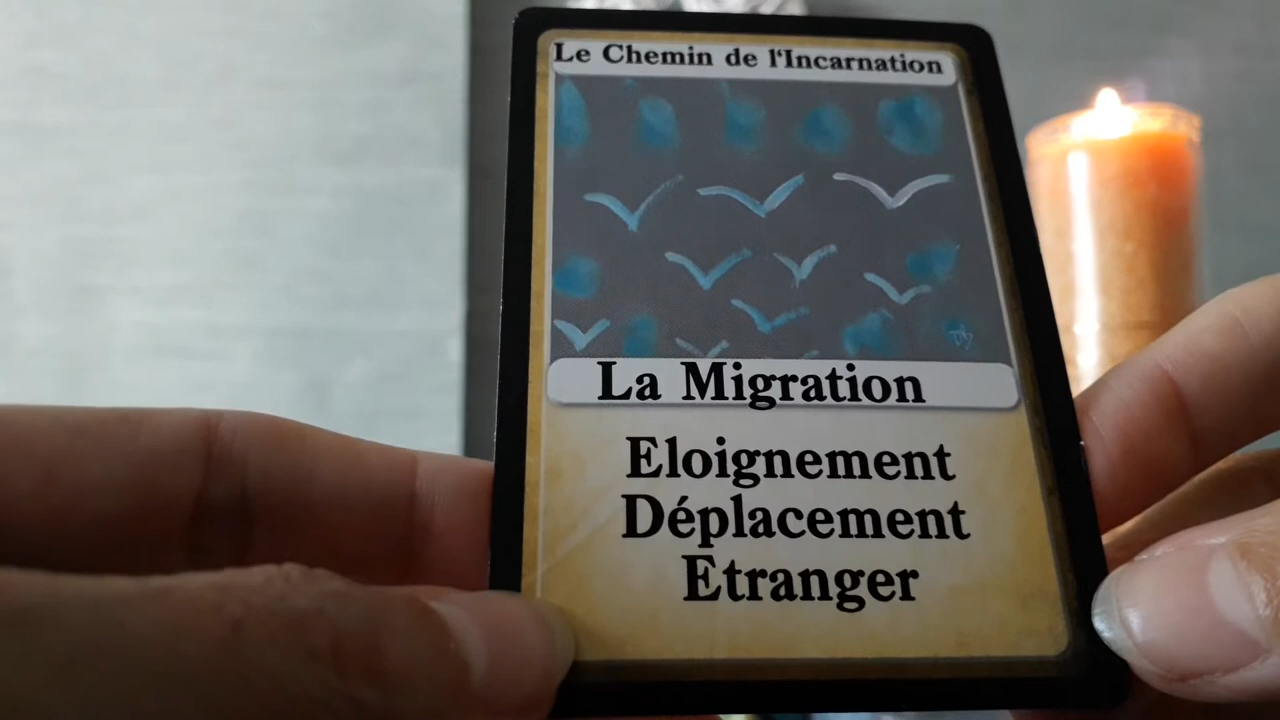 Le Chemin de l'Incarnation
La Migration
Eloignement
Déplacement
Etranger